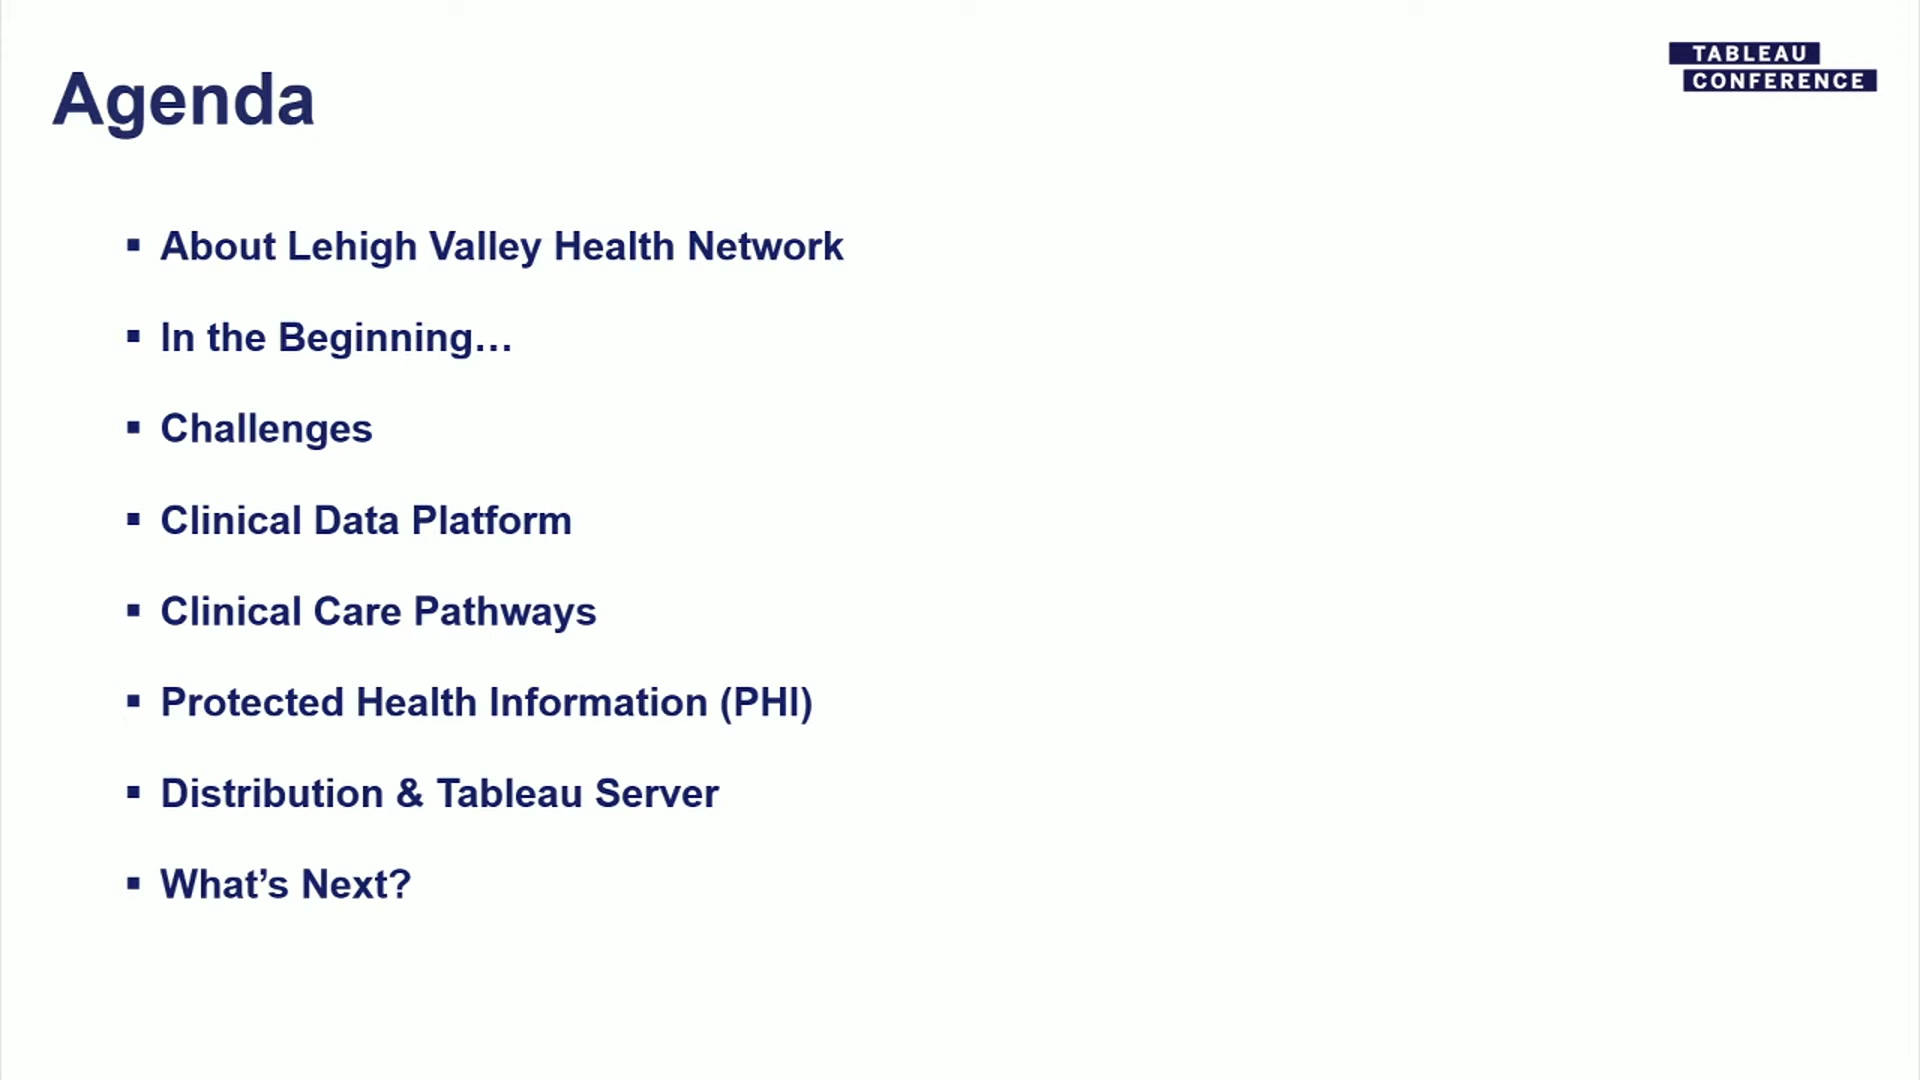 Agenda
TABLEAU
CONFERENCE
▪ About Lehigh Valley Health Network
▪ In the Beginning…
▪ Challenges
▪ Clinical Data Platform
▪ Clinical Care Pathways
▪ Protected Health Information (PHI)
▪ Distribution & Tableau Server
▪ What’s Next?